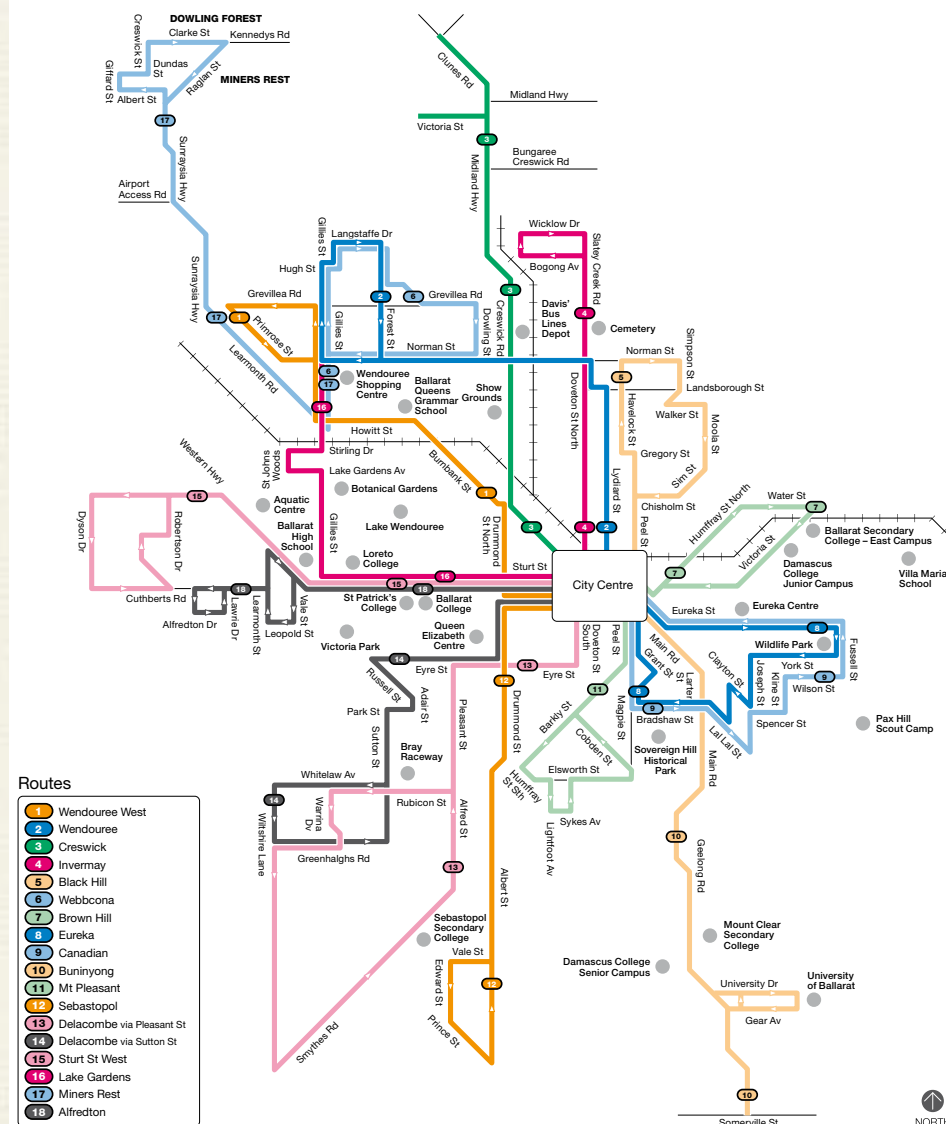 DOWLING FOREST
Clarke St
Kennedys Rd
Creswick St
Dundas
St
Raglan St
MINERS REST
Giffard St
Albert St
17
Sunraysia Hwy
Airport
Access Rd
Sunraysia Hwy
Clunes Rd
Midland Hwy
Victoria St
3
Bungaree
Creswick Rd
Midland Hwy
Wicklow Dr
Bogong Av
Slatey Creek Rd
3
Creswick Rd
Davis'
Bus
Lines
Depot
4
Cemetery
Gillies St
Langstaffe Dr
Hugh St
Grevillea Rd
2
6
Grevillea Rd
17
1
Primrose St
Gillies St
Forest St
Dowling St
Norman St
Learmonth Rd
6
17
Wendouree
Shopping
Centre
16
Ballarat
Queens
Grammar
School
Show
Grounds
Doveton St North
Norman St
Simpson St
5
Landsborough St
Havelock St
Walker St
Moola St
Gregory St
Sim St
Chisholm St
Howitt St
Burnbank St
Stirling Dr
St Johns
Woods
Lake Gardens Av
Western Hwy
15
Aquatic
Centre
Botanical Gardens
Lake Wendouree
1
Drummond
St North
Lydiard St
Peel St
Dyson Dr
Robertson Dr
Ballarat
High
School
Gillies St
Loreto
College
3
4
2
Humffray St North
Water St
7
Victoria St
Ballarat Secondary
College – East Campus
Damascus
College
Junior Campus
Villa Maria
School
Sturt St
City Centre
7
16
15
18
18
Cuthberts Rd
Alfredton Dr
Lawrie Dr
Learmonth St
Vale St
Leopold St
St Patrick's
College
Ballarat
College
Victoria Park
Queen
Elizabeth
Centre
Eureka St
Eureka Centre
8
Wildlife Park
Fussell St
Main Rd
Grant St
Larter
St
Clayton St
Joseph St
York St
Kline St
9
Wilson St
Spencer St
Lal Lal St
Pax Hill
Scout Camp
14
Eyre St
13
Eyre St
Doveton St
South
Peel St
11
Magpie St
8
9
Bradshaw St
Russell St
Adair St
Park St
Sutton St
Pleasant St
12
Drummond St
Barkly St
Cobden St
Sovereign Hill
Historical
Park
Main Rd
Bray
Raceway
Humffray
St Sth
Elsworth St
Sykes Av
Lightfoot Av
Whitelaw Av
14
Warrina
Dv
Rubicon St
Wiltshire Lane
Greenhalghs Rd
Alfred St
13
Albert St
10
Geelong Rd
Sebastopol
Secondary
College
Vale St
Edward St
12
Prince St
Smythes Rd
Mount Clear
Secondary
College
Damascus College
Senior Campus
University Dr
University
of Ballarat
Gear Av
10
Somerville St
NORTH
Routes
1 Wendouree West
2 Wendouree
3 Creswick
4 Invermay
5 Black Hill
6 Webbcona
7 Brown Hill
8 Eureka
9 Canadian
10 Buninyong
11 Mt Pleasant
12 Sebastopol
13 Delacombe via Pleasant St
14 Delacombe via Sutton St
15 Sturt St West
16 Lake Gardens
17 Miners Rest
18 Alfredton